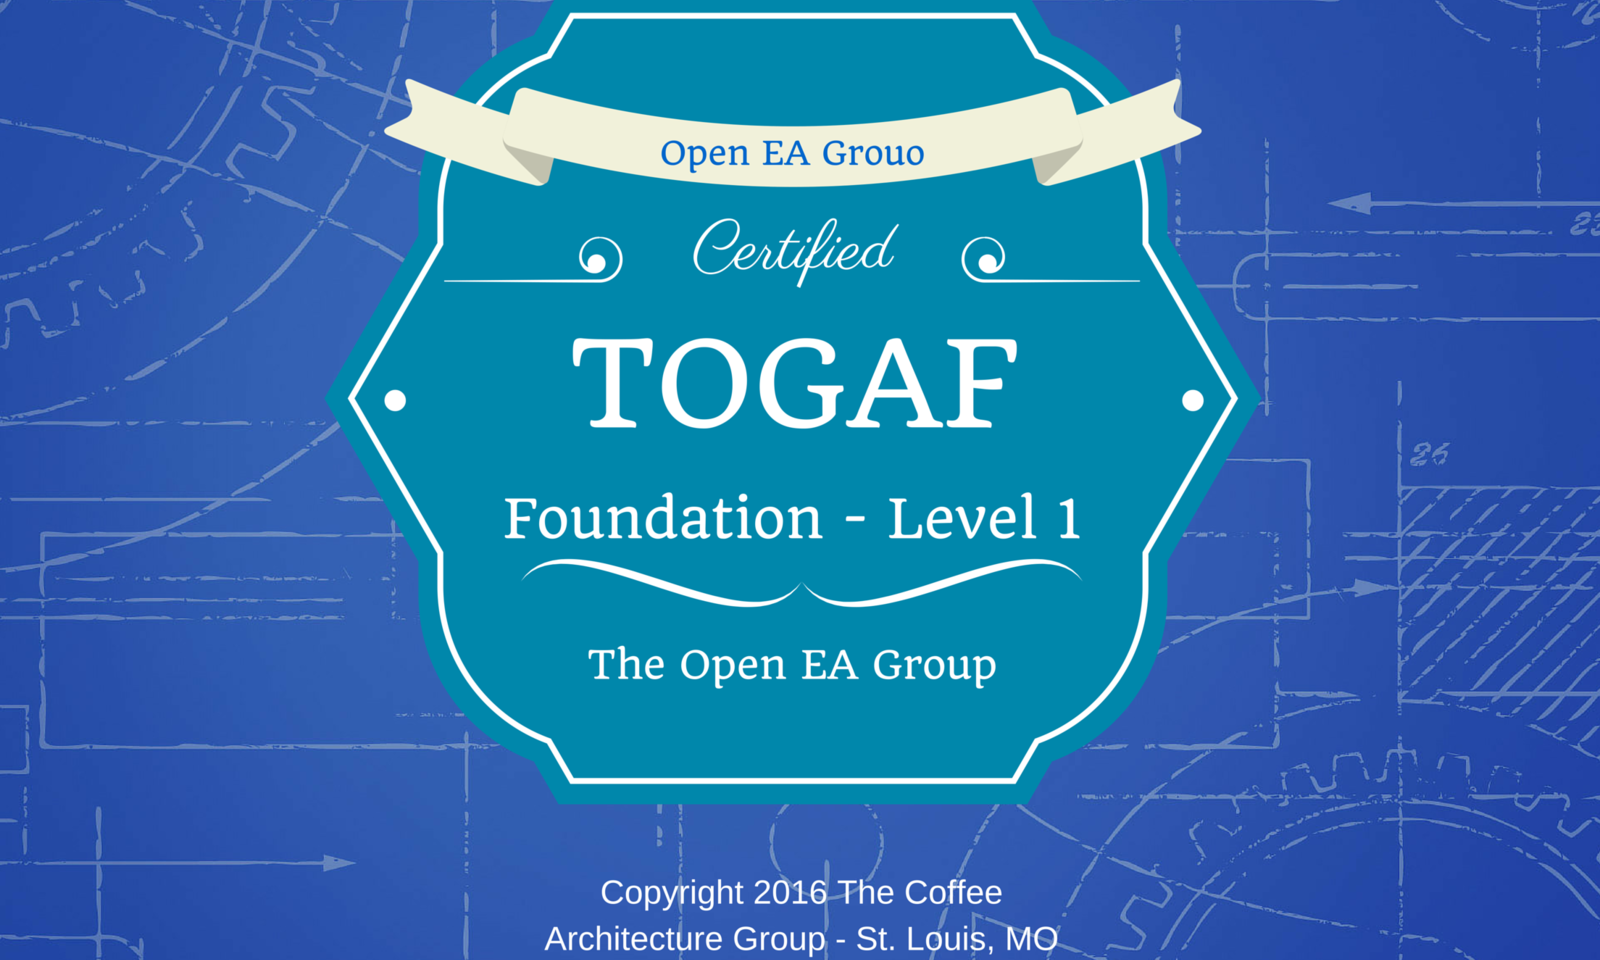 Open EA Grouo
Certified
TOGAF
Foundation - Level 1
The Open EA Group
26
Copyright 2016 The Coffee
Architecture Group - St. Louis, MO